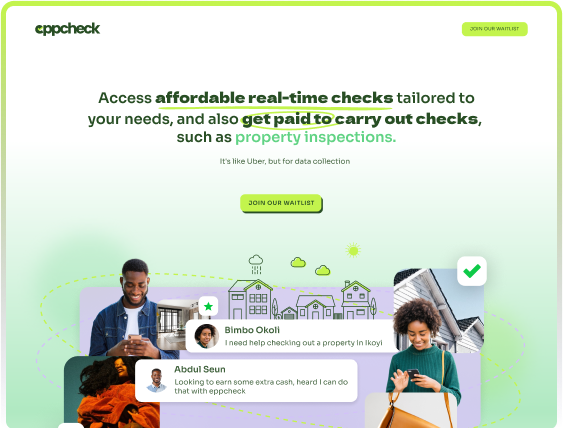 eppcheck
JOIN OUR WAITLIST
Access affordable real-time checks tailored to
your needs, and also get paid to carry out checks,
such as property inspections.
It's like Uber, but for data collection
JOIN OUR WAITLIST
Bimbo Okoli
I need help checking out a property in Ikoyi
Abdul Seun
Looking to earn some extra cash, heard I can do
that with eppcheck